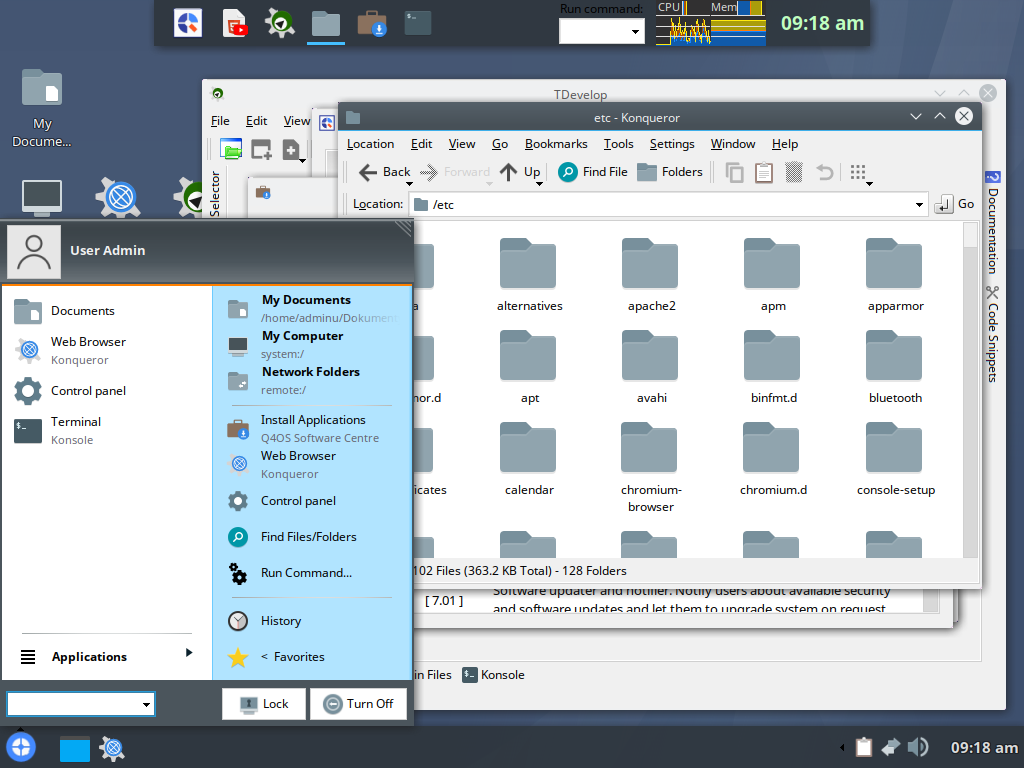 Run command:
CPU
Mem
09:18 am
My
Docume...
TDevelop
File Edit View
etc - Konqueror
Location Edit View Go Bookmarks Tools Settings Window Help
Back Forward Up Find File Folders
Location: /etc Go
Selector
Documentation
Code Snippets
User Admin
Documents
Web Browser
Konqueror
Control panel
Terminal
Konsole
Applications
My Documents
/home/adminu/Dokument
My Computer
system:/
Network Folders
remote:/
Install Applications
Q4OS Software Centre
Web Browser
Konqueror
Control panel
Find Files/Folders
Run Command...
History
< Favorites
Lock
Turn Off
a alternatives apache2 apm apparmor
or.d apt avahi binfmt.d bluetooth
icates calendar chromium-
browser
chromium.d console-setup
102 Files (363.2 KB Total) - 128 Folders
[ 7.01 ]
Software updater and notifier. Notify users about available security
and software updates and let them to upgrade system on request
in Files
Konsole
09:18 am